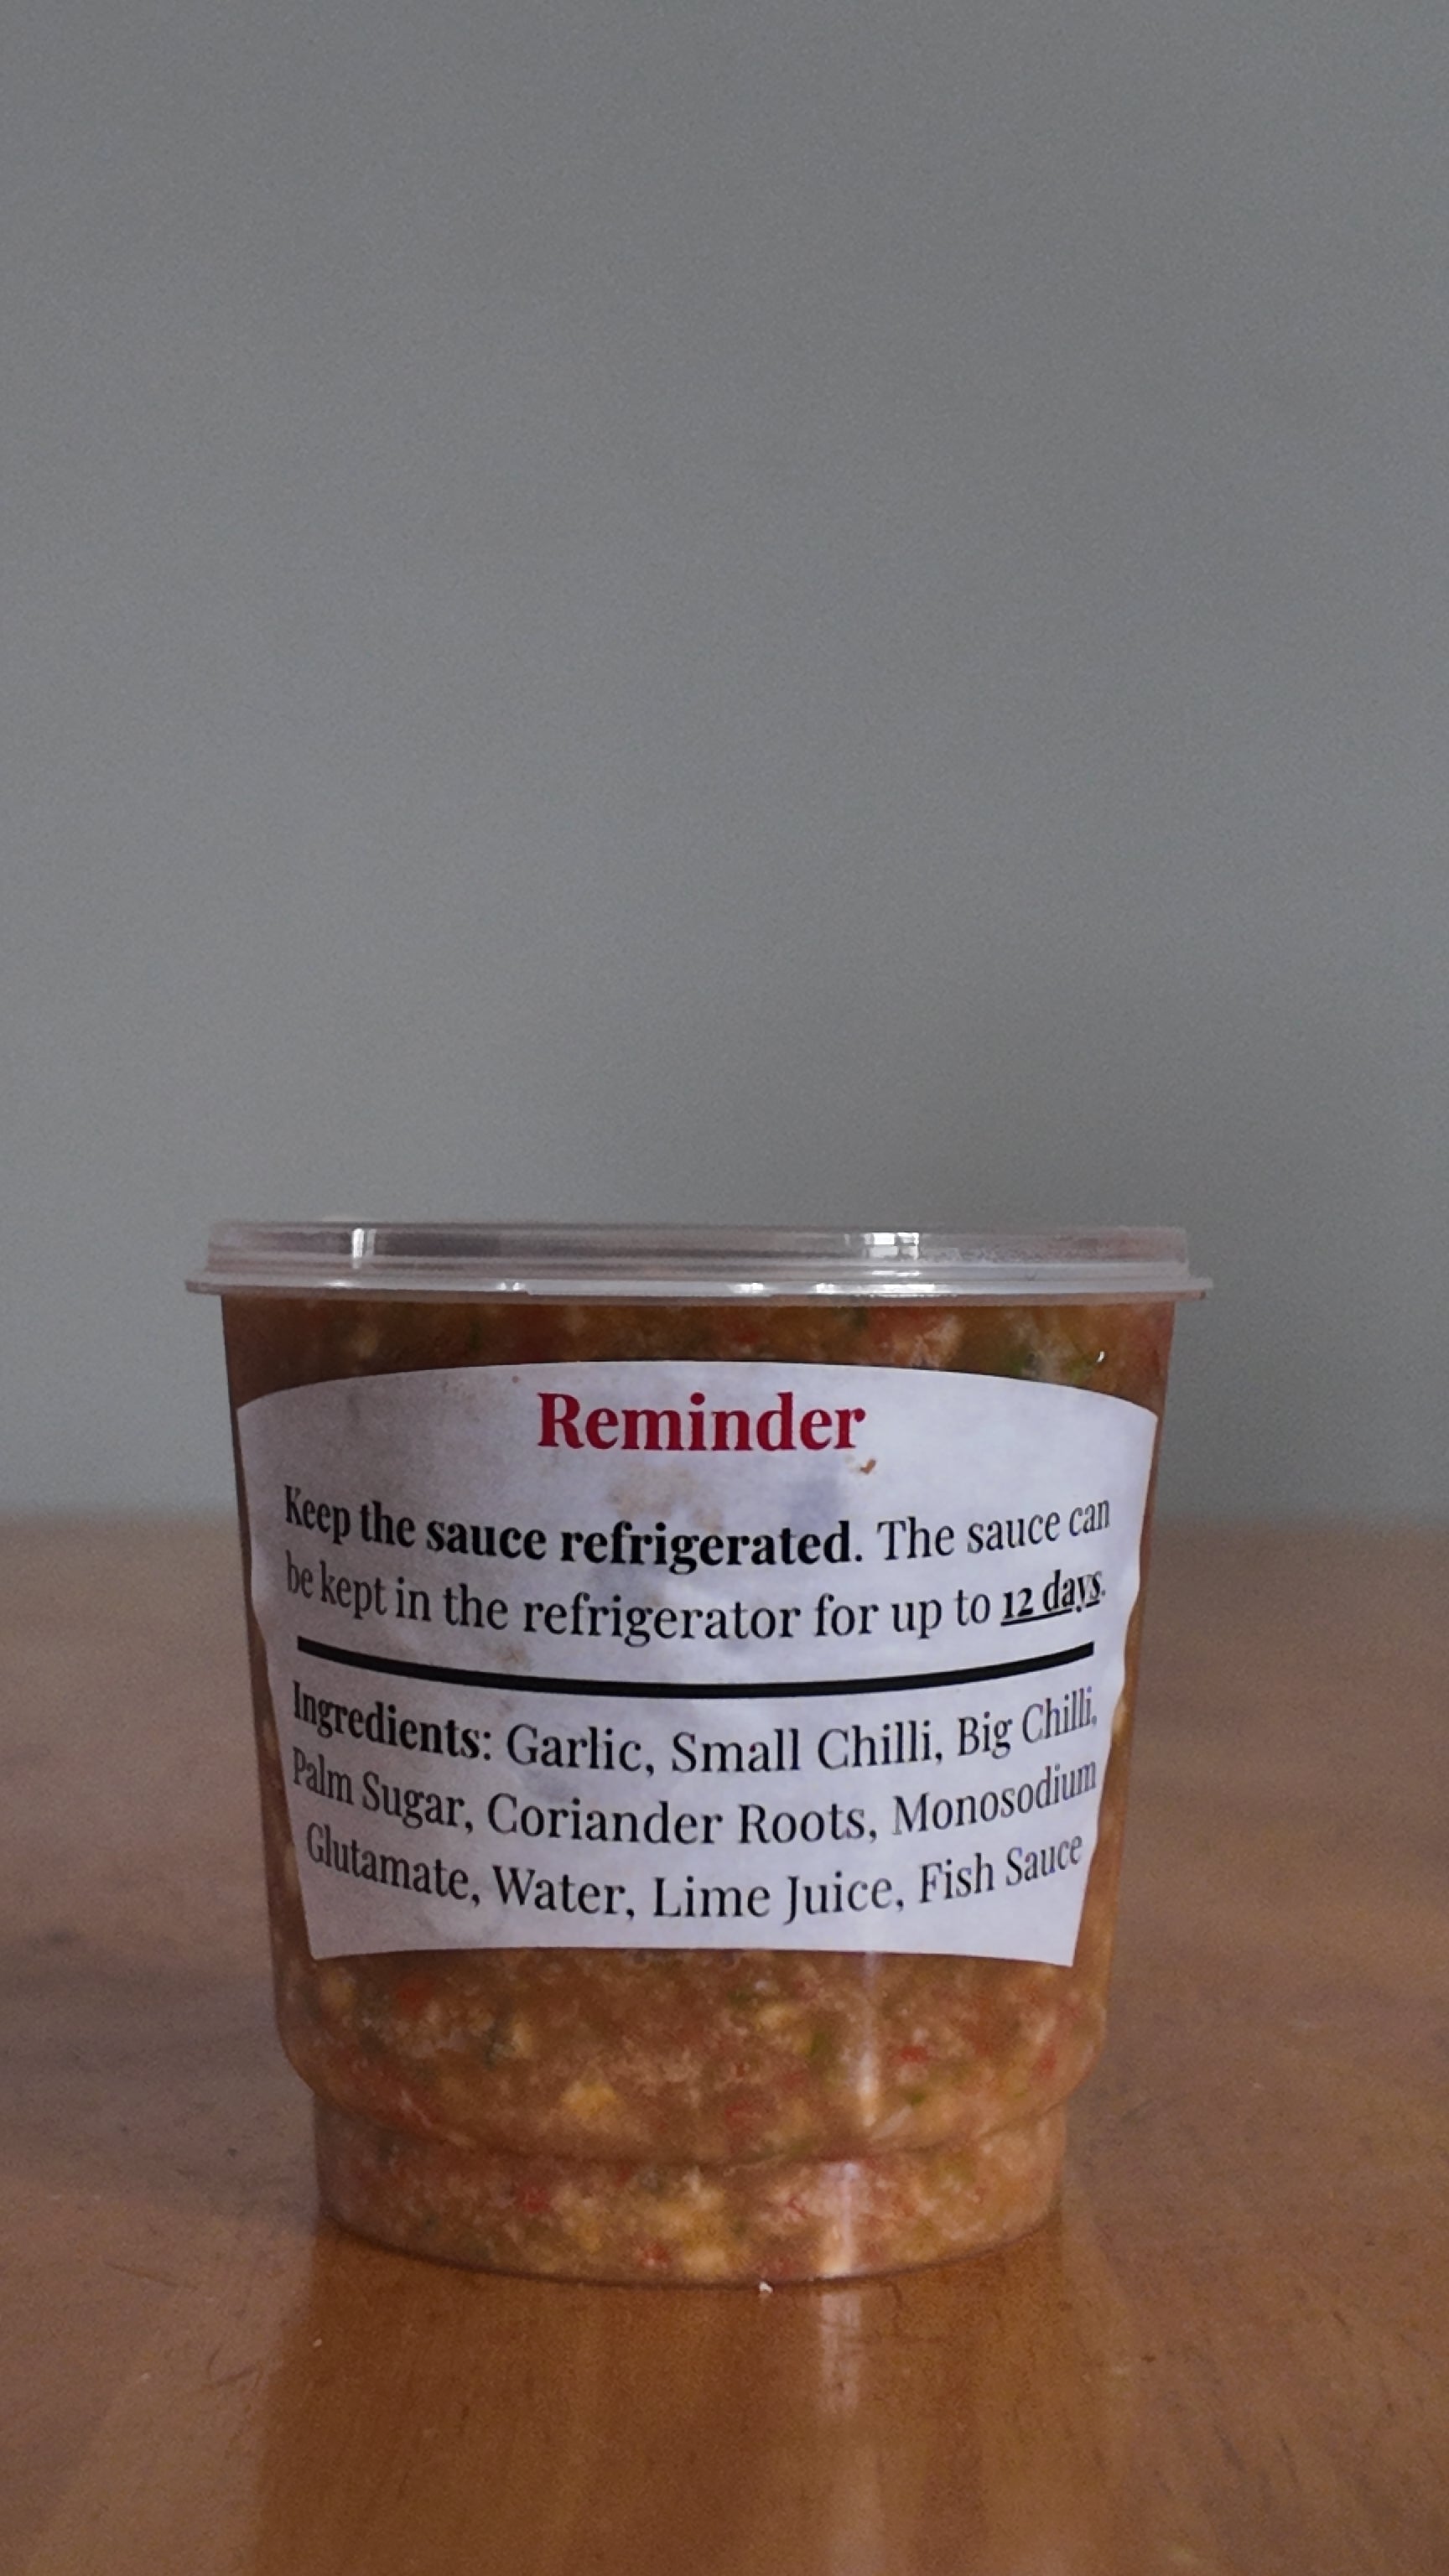 Reminder
Keep the sauce refrigerated. The sauce can
be kept in the refrigerator for up to 12 days.
Ingredients: Garlic, Small Chilli, Big Chilli,
Palm Sugar, Coriander Roots, Monosodium
Glutamate, Water, Lime Juice, Fish Sauce